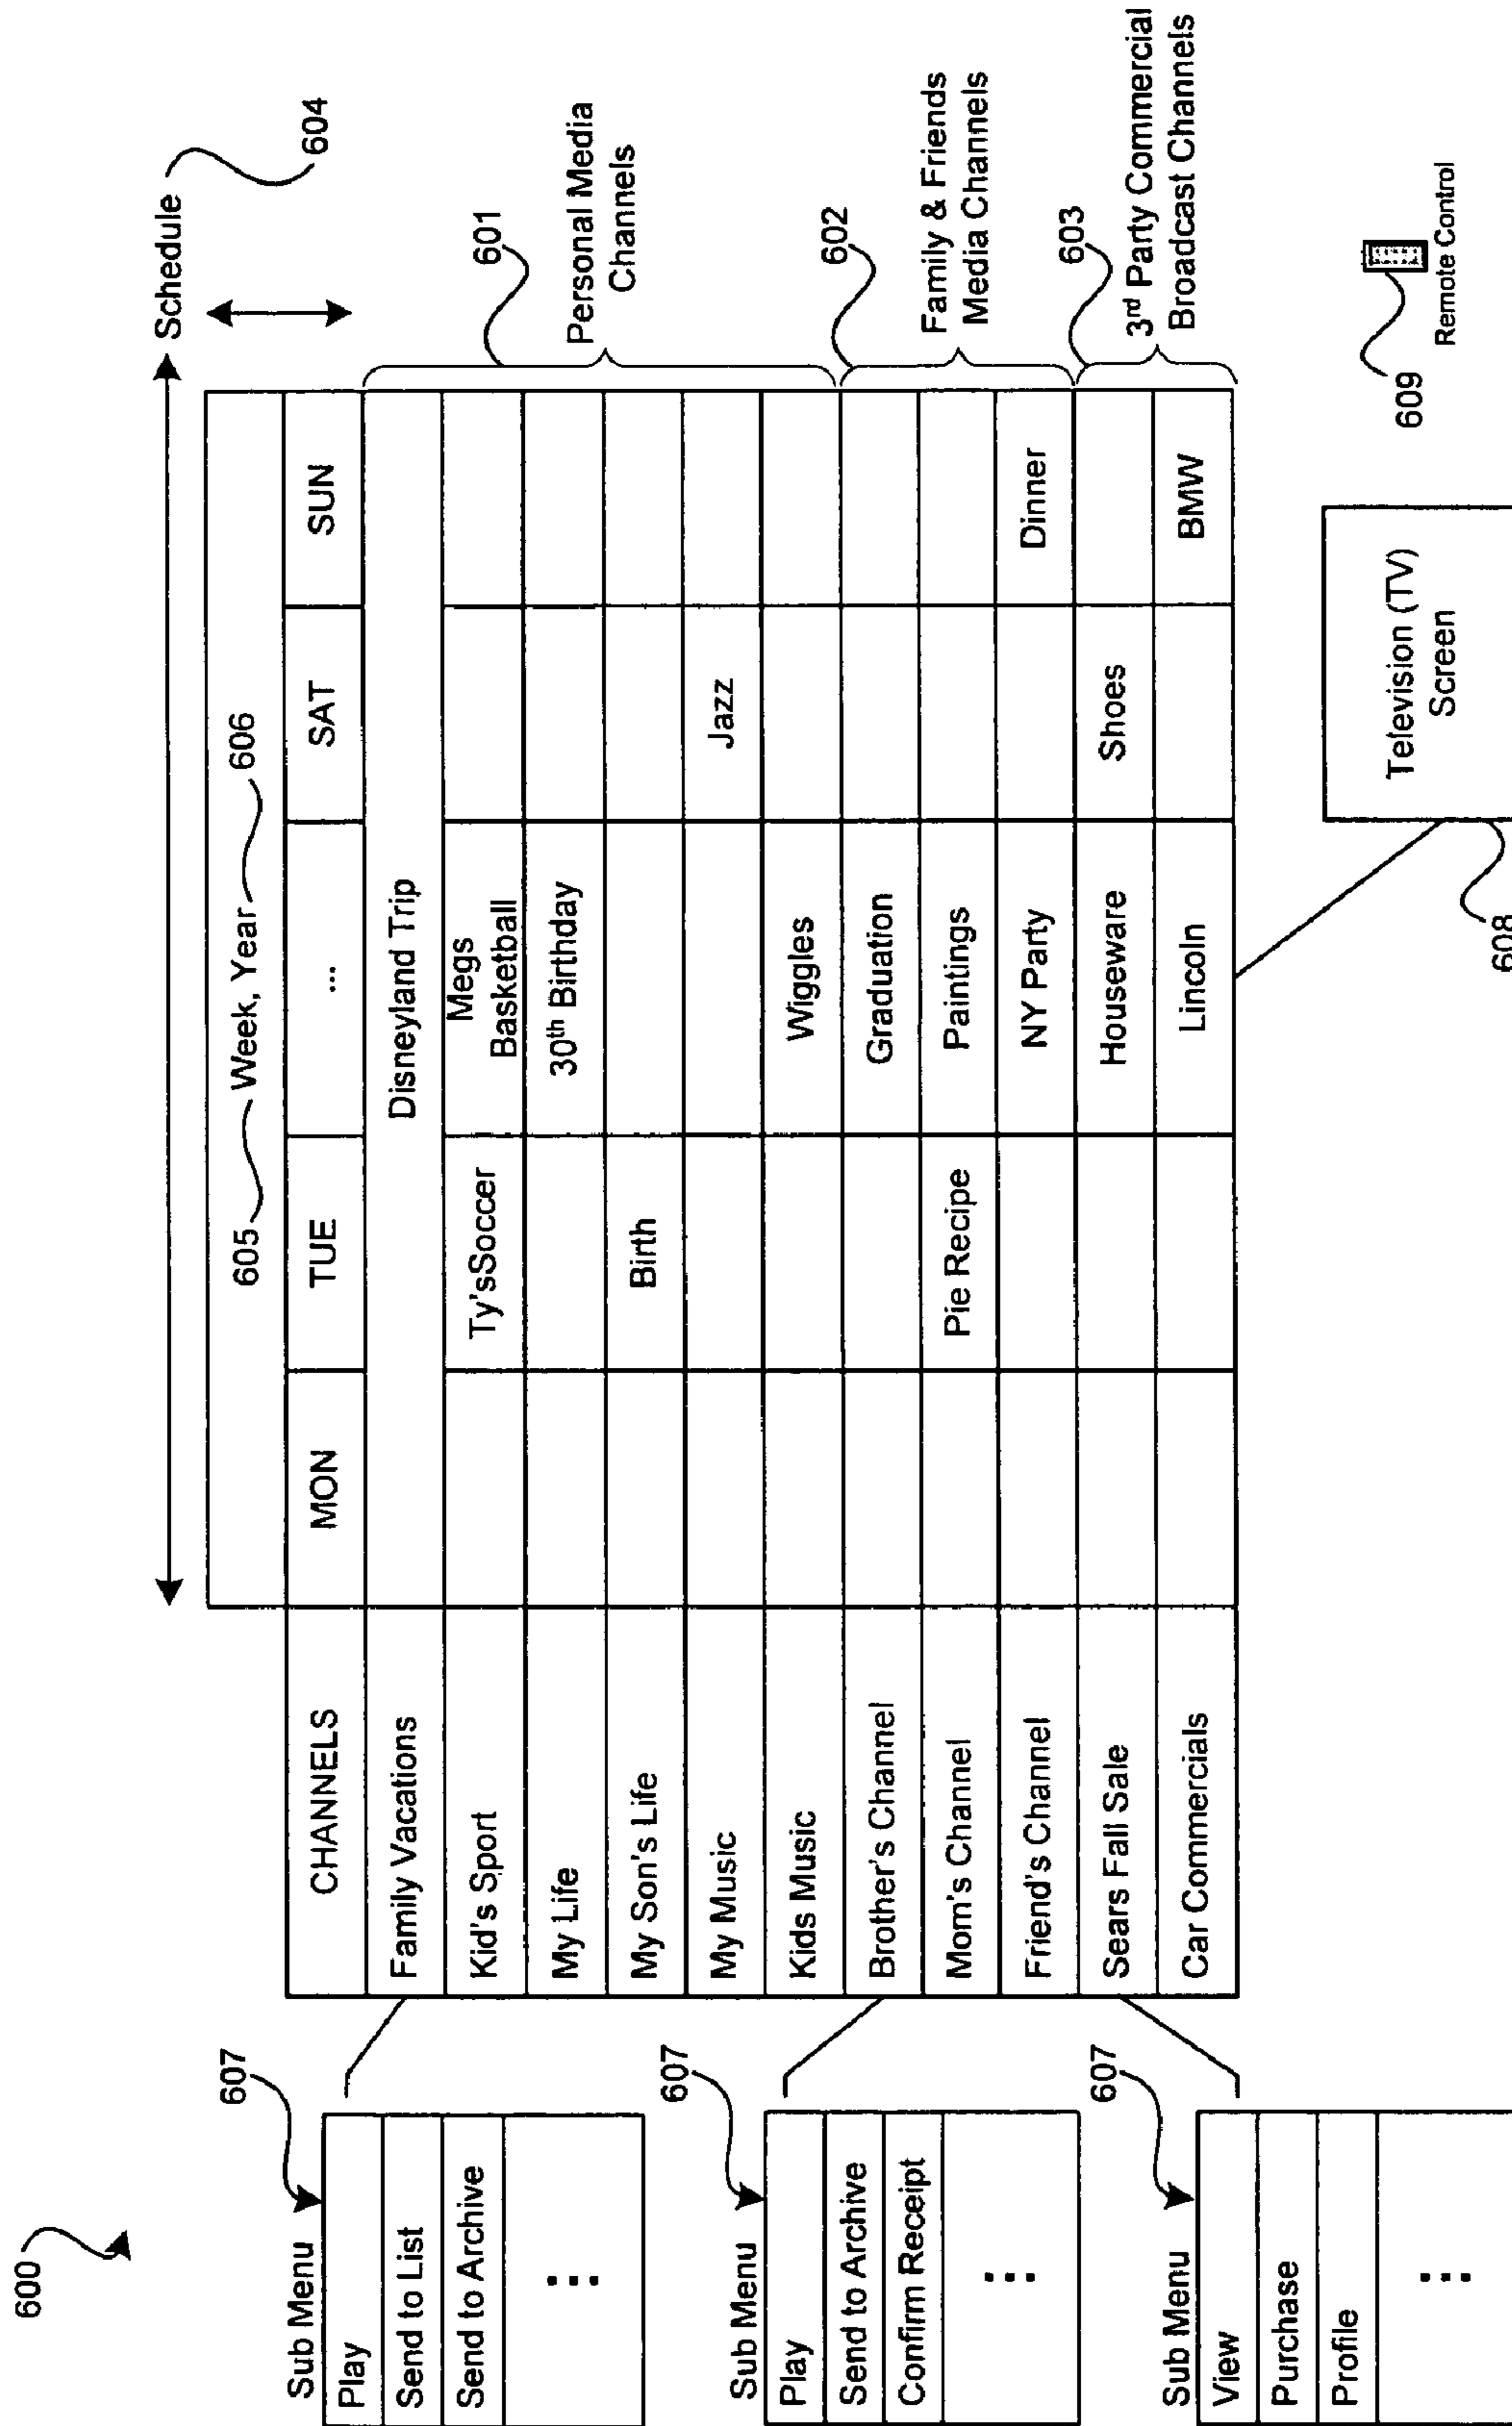 600
Schedule
604
605 Week, Year 606
CHANNELS MON TUE ... SAT SUN
Family Vacations Disneyland Trip
Kid's Sport Ty'sSoccer Megs Basketball
My Life 30th Birthday
My Son's Life Birth
My Music Jazz
Kids Music Wiggles
Brother's Channel Graduation
Mom's Channel Pie Recipe Paintings
Friend's Channel NY Party Dinner
Sears Fall Sale Houseware Shoes
Car Commercials Lincoln BMW
601
Personal Media
Channels
602
Family & Friends
Media Channels
603
3rd Party Commercial
Broadcast Channels
607
Sub Menu
Play
Send to List
Send to Archive
⋮
607
Sub Menu
Play
Send to Archive
Confirm Receipt
⋮
607
Sub Menu
View
Purchase
Profile
⋮
608
Television (TV)
Screen
609
Remote Control